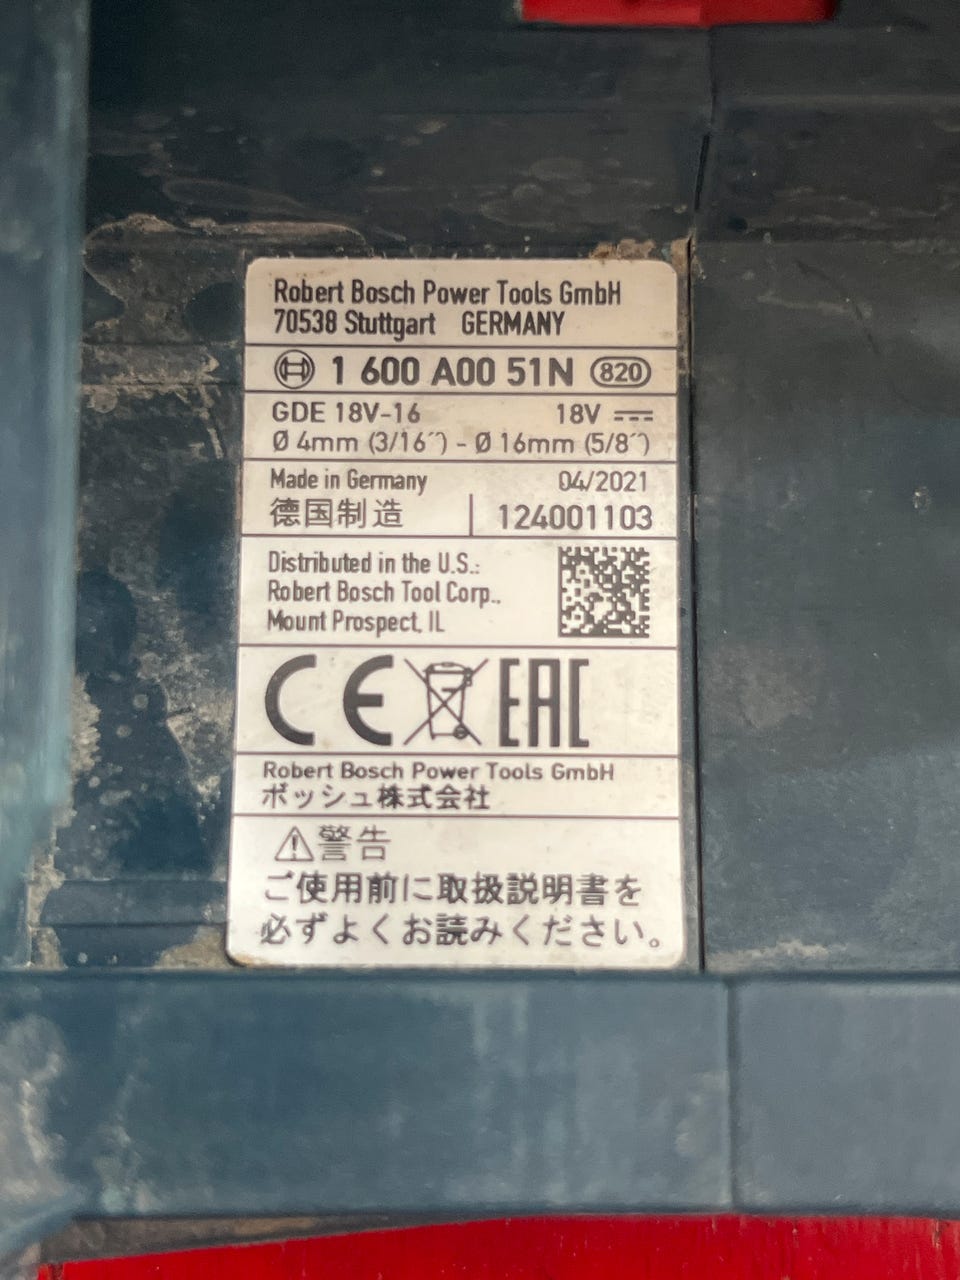 Robert Bosch Power Tools GmbH
70538 Stuttgart GERMANY
1 600 A00 51N 820
GDE 18V-16 18V
Ø 4mm (3/16˝) - Ø 16mm (5/8˝)
Made in Germany 04/2021
德国制造 124001103
Distributed in the U.S.:
Robert Bosch Tool Corp.,
Mount Prospect, IL
CE EAC
Robert Bosch Power Tools GmbH
ボッシュ株式会社
⚠警告
ご使用前に取扱説明書を
必ずよくお読みください。